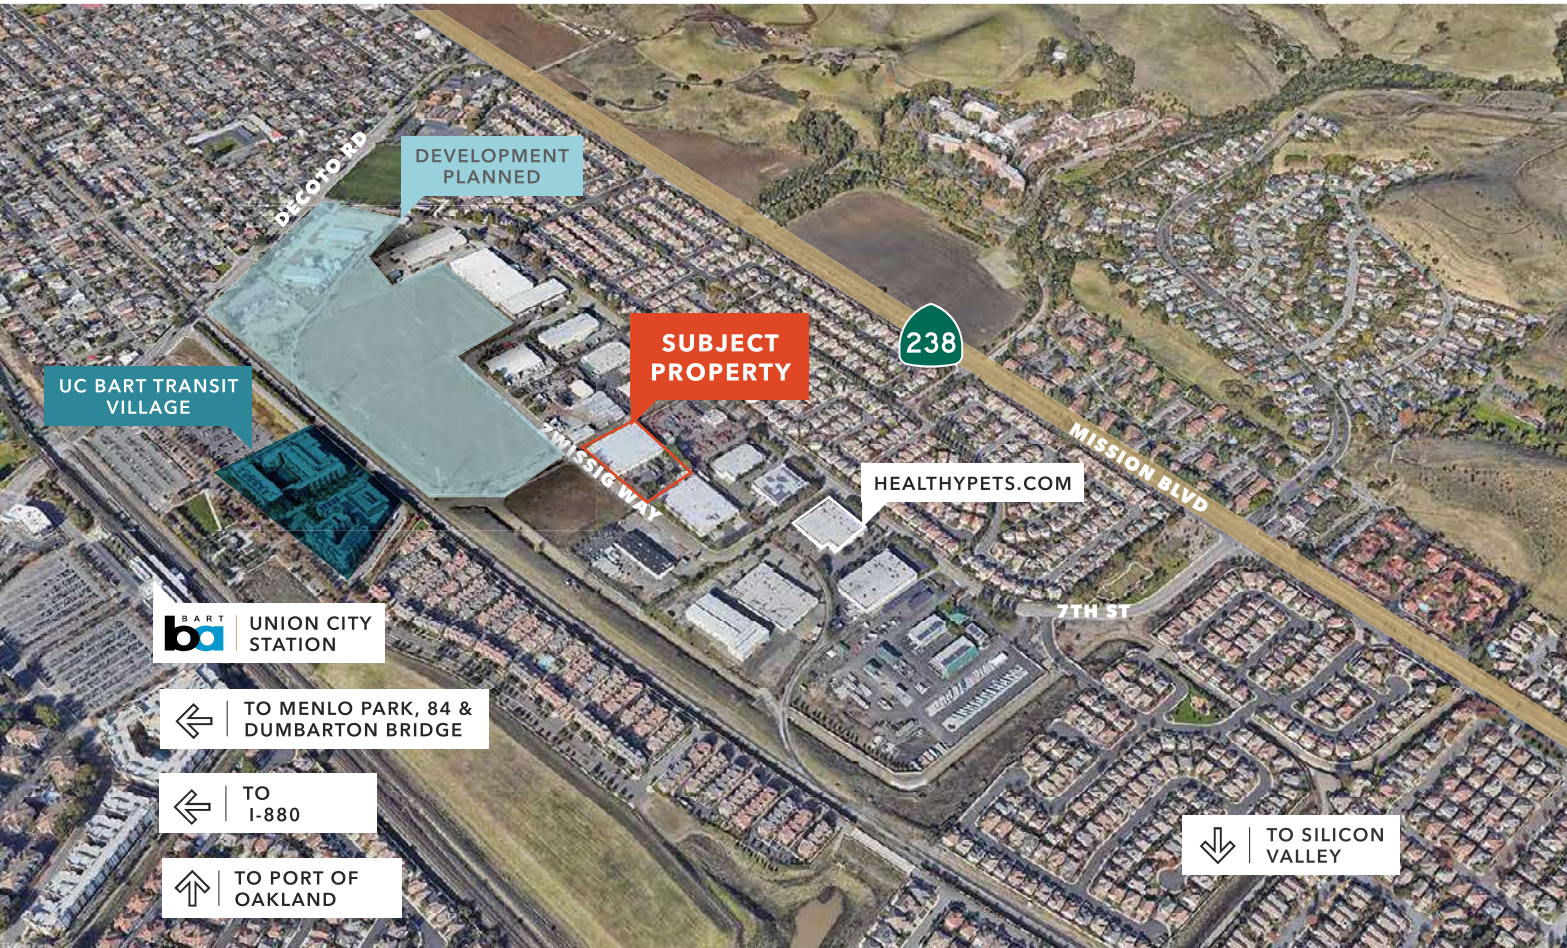 DECOTO RD
DEVELOPMENT
PLANNED
SUBJECT
PROPERTY
238
UC BART TRANSIT
VILLAGE
WISSIG WAY
MISSION BLVD
HEALTHYPETS.COM
7TH ST
BART
ba
UNION CITY
STATION
TO MENLO PARK, 84 &
DUMBARTON BRIDGE
TO
I-880
TO PORT OF
OAKLAND
TO SILICON
VALLEY